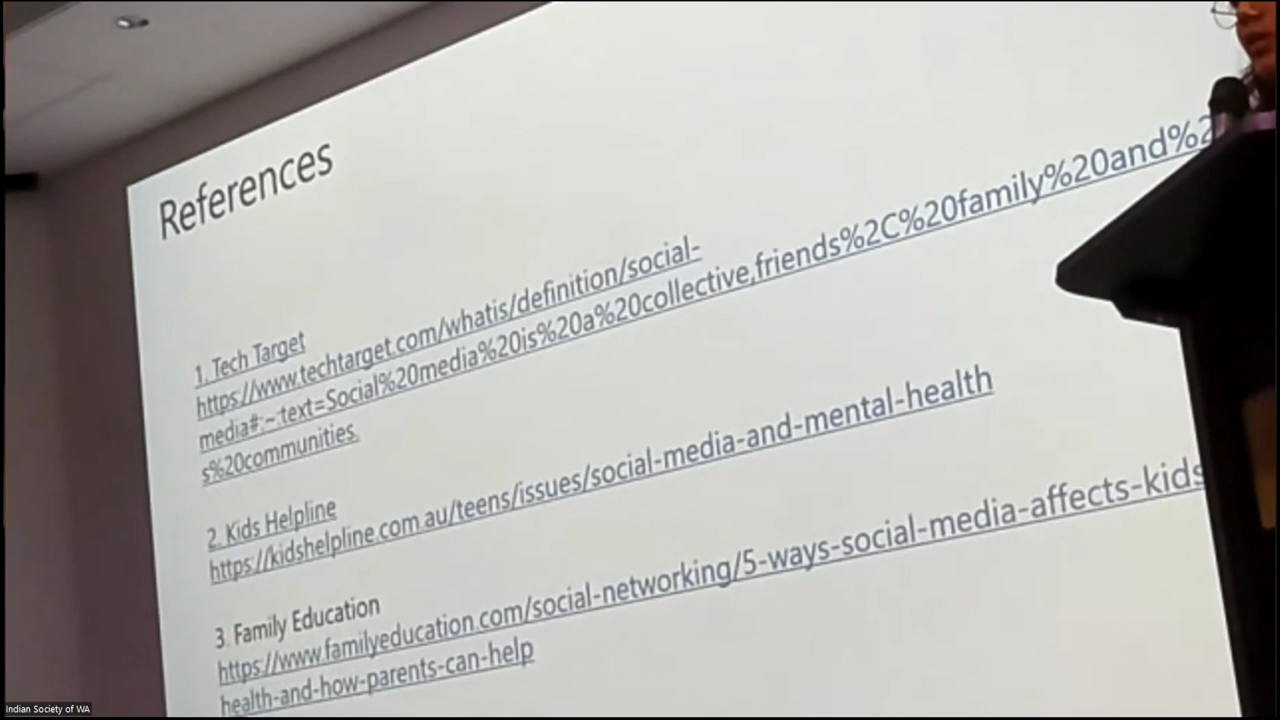 References
1. Tech Target
https://www.techtarget.com/whatis/definition/social-
media#:~:text=Social%20media%20is%20a%20collective,friends%2C%20family%20and%2
s%20communities.
2. Kids Helpline
https://kidshelpline.com.au/teens/issues/social-media-and-mental-health
3. Family Education
https://www.familyeducation.com/social-networking/5-ways-social-media-affects-kids
health-and-how-parents-can-help
Indian Society of WA